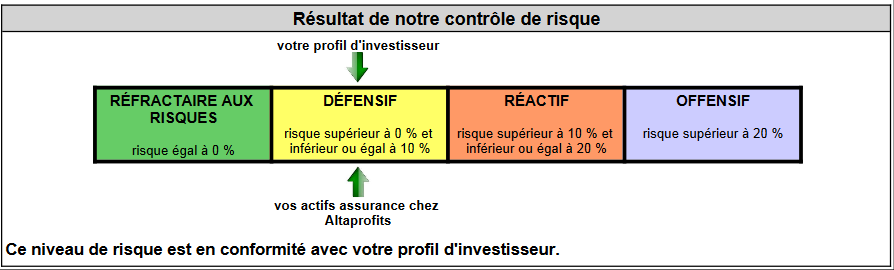 Résultat de notre contrôle de risque
votre profil d'investisseur
RÉFRACTAIRE AUX
RISQUES
risque égal à 0 %
DÉFENSIF
risque supérieur à 0 % et
inférieur ou égal à 10 %
RÉACTIF
risque supérieur à 10 % et
inférieur ou égal à 20 %
OFFENSIF
risque supérieur à 20 %
vos actifs assurance chez
Altaprofits
Ce niveau de risque est en conformité avec votre profil d'investisseur.